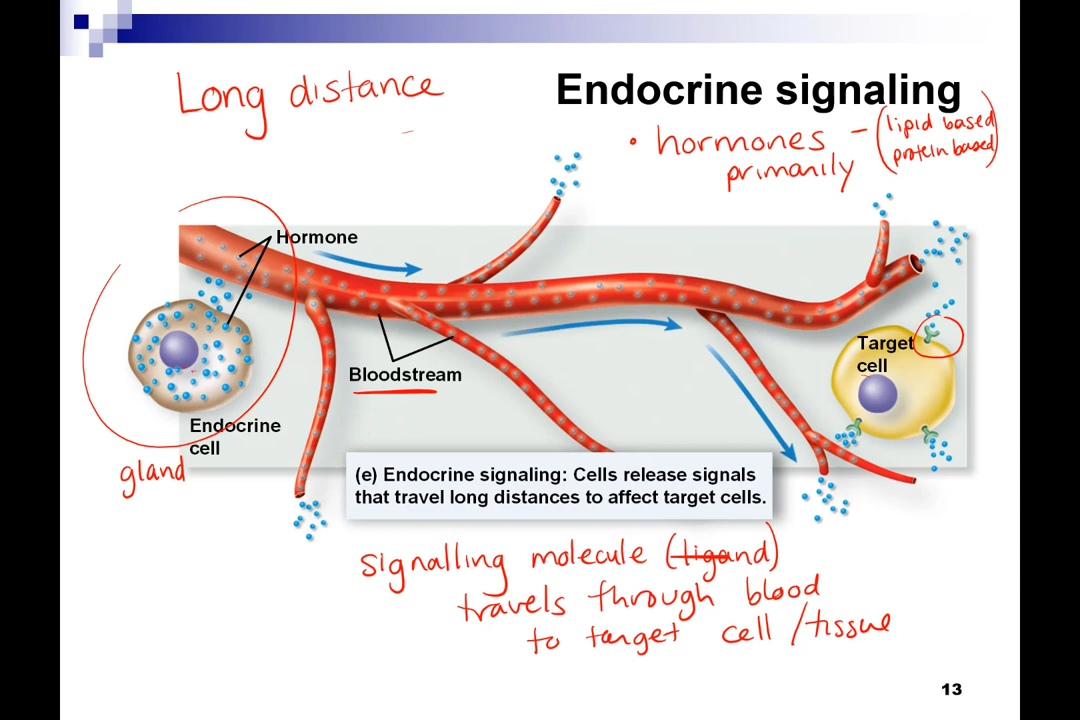 Long distance
Endocrine signaling
• hormones – (lipid based
protein based)
primarily
Hormone
Target
cell
Bloodstream
Endocrine
cell
gland
(e) Endocrine signaling: Cells release signals
that travel long distances to affect target cells.
signalling molecule (ligand)
travels through blood
to target cell/tissue
13